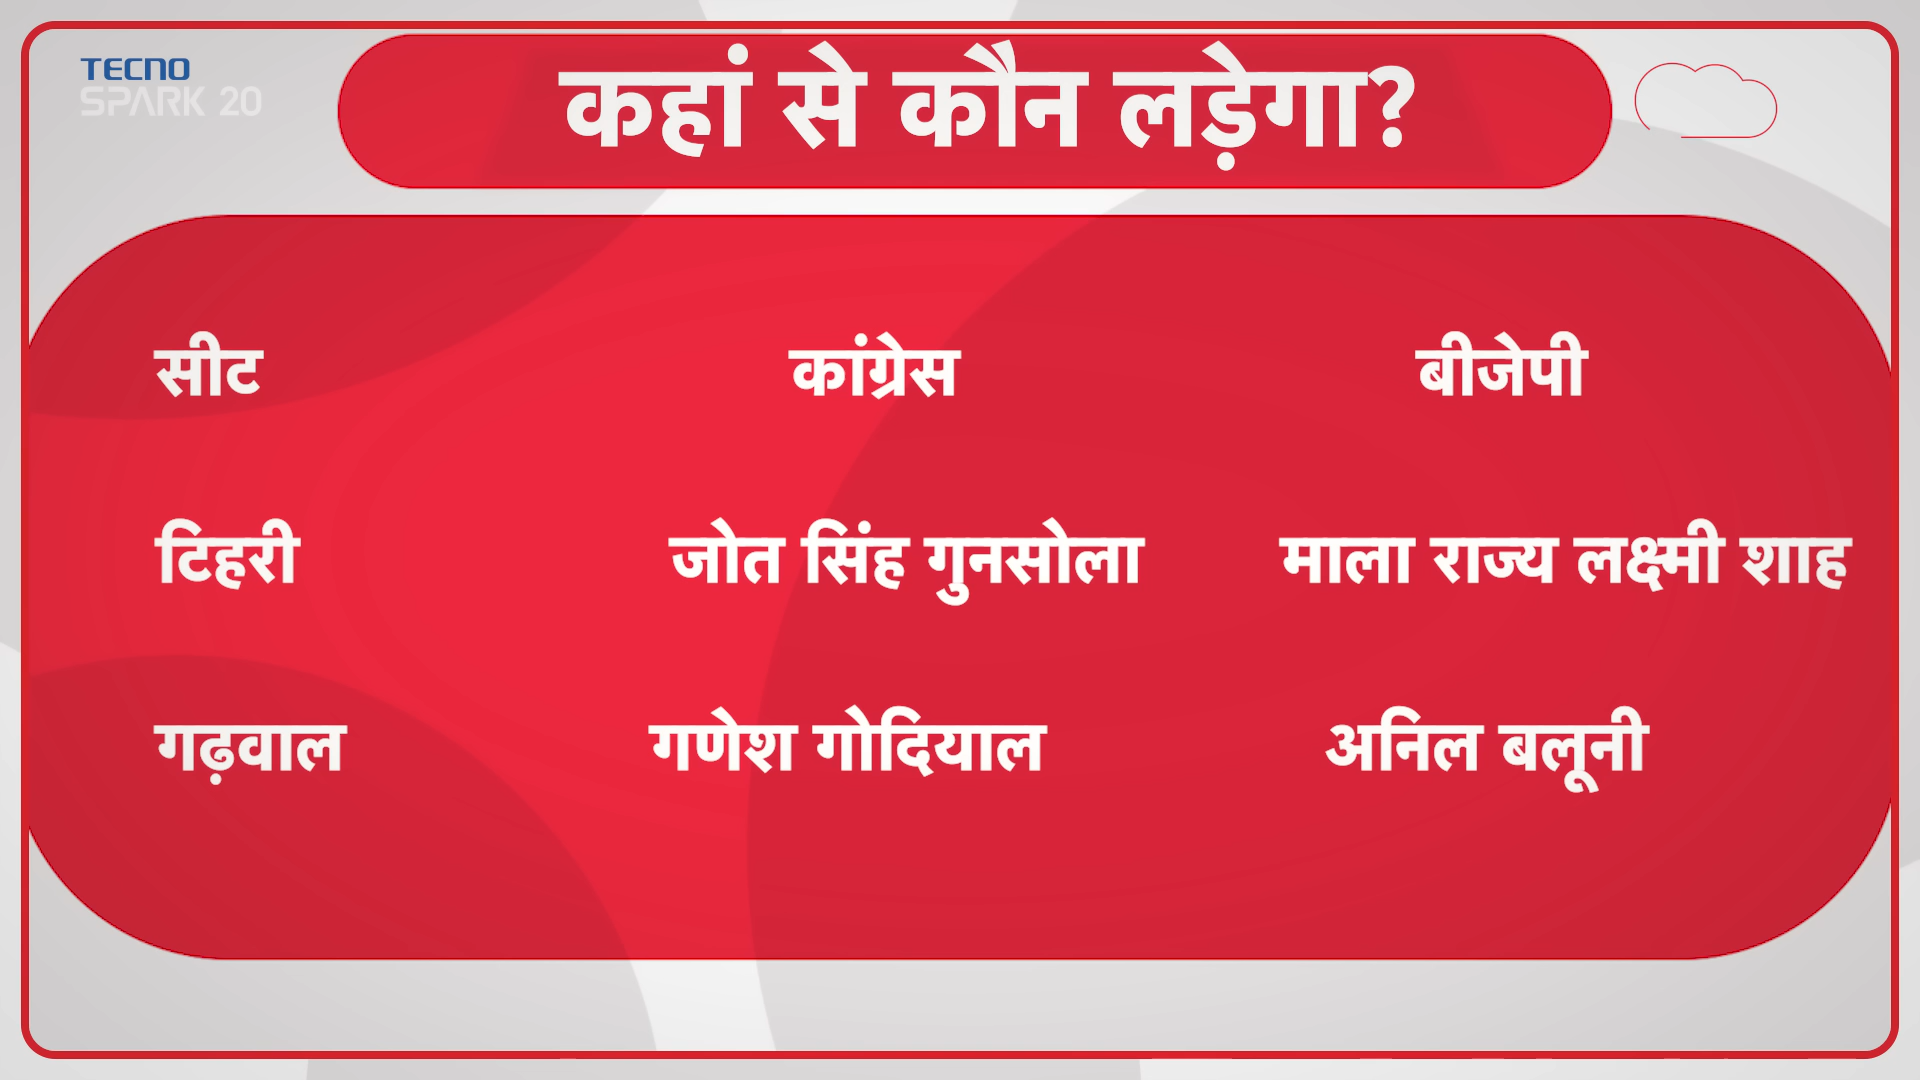 TECNO
SPARK 20
कहां से कौन लड़ेगा?
सीट कांग्रेस बीजेपी
टिहरी जोत सिंह गुनसोला माला राज्य लक्ष्मी शाह
गढ़वाल गणेश गोदियाल अनिल बलूनी